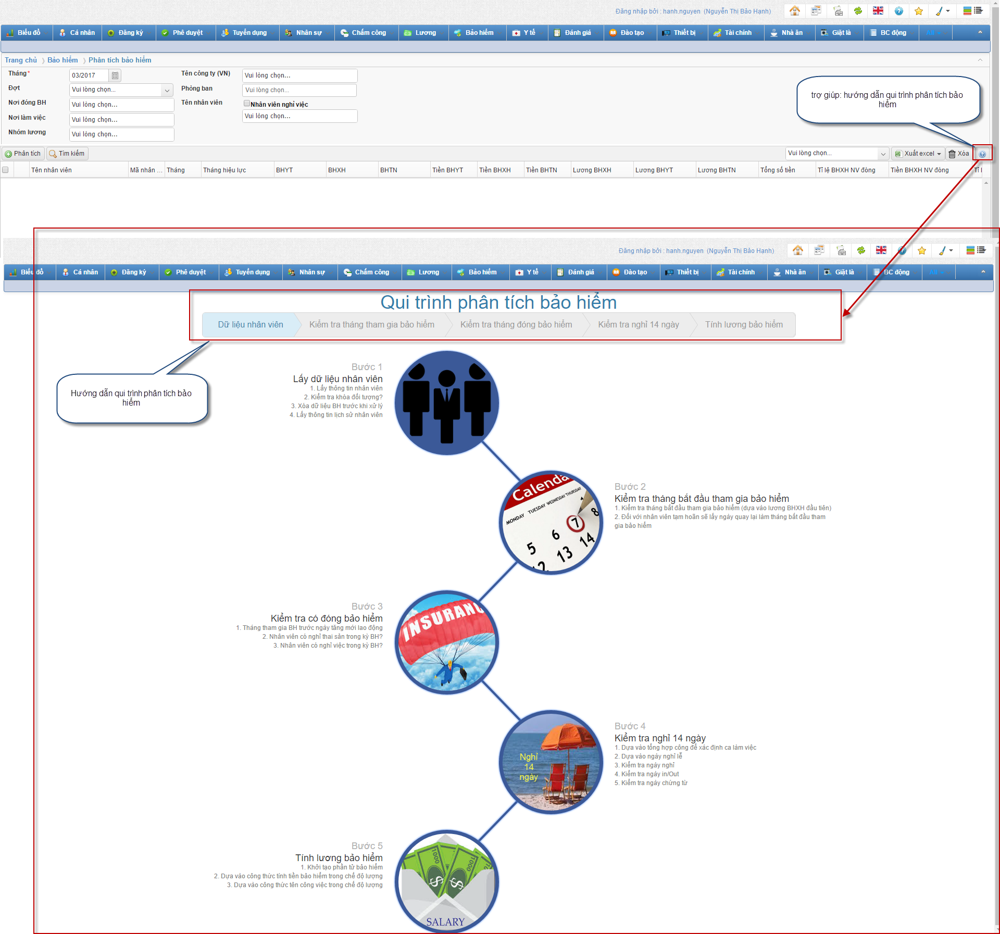 Đăng nhập bởi : hanh.nguyen (Nguyễn Thị Bảo Hạnh)
Biểu đồ Cá nhân Đăng ký Phê duyệt Tuyển dụng Nhân sự Chấm công Lương Bảo hiểm Y tế Đánh giá Đào tạo Thiết bị Tài chính Nhà ăn Giặt là BC động All
Trang chủ Bảo hiểm Phân tích bảo hiểm
Tháng* 03/2017 Tên công ty (VN) Vui lòng chọn...
Đợt Vui lòng chọn... Phòng ban Vui lòng chọn...
Nơi đóng BH Vui lòng chọn... Tên nhân viên Nhân viên nghỉ việc
Nơi làm việc Vui lòng chọn... Vui lòng chọn...
Nhóm lương Vui lòng chọn...
trợ giúp: hướng dẫn qui trình phân tích bảo
hiểm
Phân tích Tìm kiếm Vui lòng chọn... Xuất excel Xóa
Tên nhân viên Mã nhân ... Tháng Tháng hiệu lực BHYT BHXH BHTN Tiền BHYT Tiền BHXH Tiền BHTN Lương BHXH Lương BHYT Lương BHTN Tổng số tiền Tỉ lệ BHXH NV đóng Tiền BHXH NV đóng Tỉ l
Đăng nhập bởi : hanh.nguyen (Nguyễn Thị Bảo Hạnh)
Biểu đồ Cá nhân Đăng ký Phê duyệt Tuyển dụng Nhân sự Chấm công Lương Bảo hiểm Y tế Đánh giá Đào tạo Thiết bị Tài chính Nhà ăn Giặt là BC động All
Qui trình phân tích bảo hiểm
Dữ liệu nhân viên Kiểm tra tháng tham gia bảo hiểm Kiểm tra tháng đóng bảo hiểm Kiểm tra nghỉ 14 ngày Tính lương bảo hiểm
Hướng dẫn qui trình phân tích bảo
hiểm
Bước 1
Lấy dữ liệu nhân viên
1. Lấy thông tin nhân viên
2. Kiểm tra khóa đối tượng?
3. Xóa dữ liệu BH trước khi xử lý
4. Lấy thông tin lịch sử nhân viên
Calenda
MONDAY TUESDAY WEDNESDAY THURSDAY
1
5 6 7 8
12 13 14
Bước 2
Kiểm tra tháng bắt đầu tham gia bảo hiểm
1. Kiểm tra tháng bắt đầu tham gia bảo hiểm (dựa vào lương BHXH đầu tiên)
2. Đối với nhân viên tạm hoãn sẽ lấy ngày quay lại làm tháng bắt đầu tham
gia bảo hiểm
Bước 3
Kiểm tra có đóng bảo hiểm
1. Tháng tham gia BH trước ngày tăng mới lao động
2. Nhân viên có nghỉ thai sản trong kỳ BH?
3. Nhân viên có nghỉ việc trong kỳ BH?
INSURANC
Nghỉ
14
ngày
Bước 4
Kiểm tra nghỉ 14 ngày
1. Dựa vào tổng hợp công để xác định ca làm việc
2. Dựa vào ngày nghỉ lễ
3. Kiểm tra ngày nghỉ
4. Kiểm tra ngày in/Out
5. Kiểm tra ngày chứng từ
Bước 5
Tính lương bảo hiểm
1. Khởi tạo phần tử bảo hiểm
2. Dựa vào công thức tính tiền bảo hiểm trong chế độ lượng
3. Dựa vào công thức tên công việc trong chế độ lượng
1000 1000
$ $
SALARY